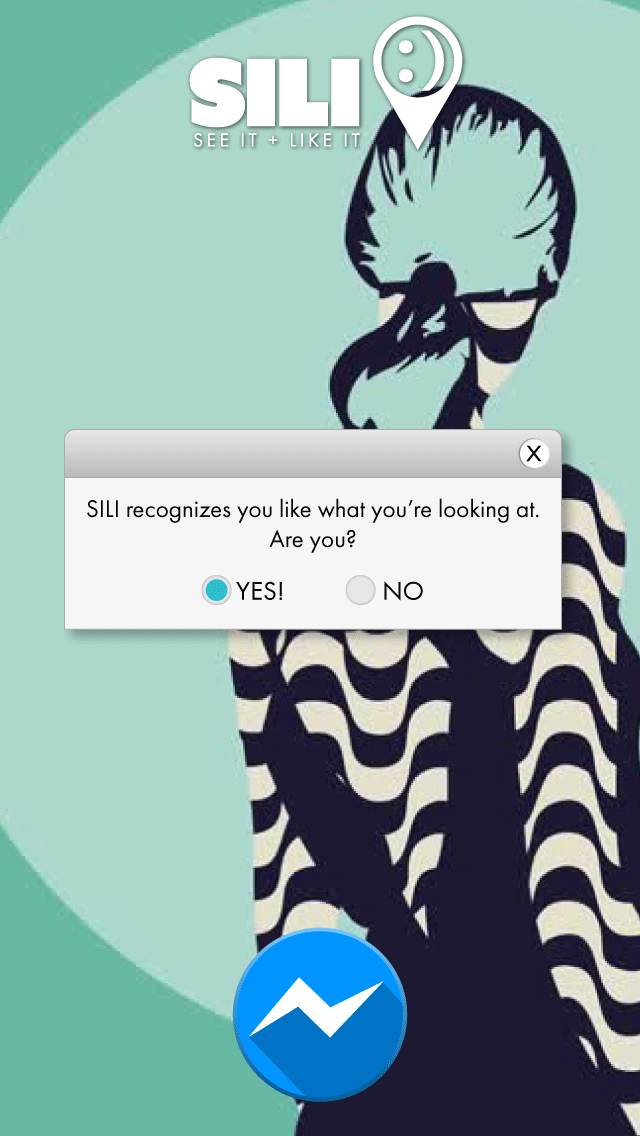 SILI
SEE IT + LIKE IT
X
SILI recognizes you like what you’re looking at.
Are you?
YES! NO